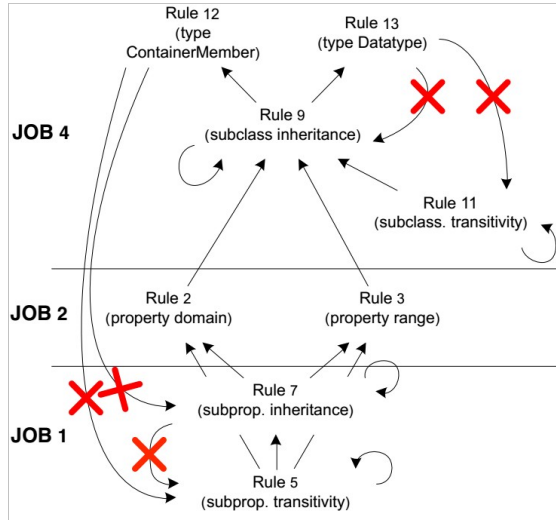 Rule 12
(type
ContainerMember)
Rule 13
(type Datatype)
JOB 4
Rule 9
(subclass inheritance)
Rule 11
(subclass. transitivity)
JOB 2
Rule 2
(property domain)
Rule 3
(property range)
JOB 1
Rule 7
(subprop. inheritance)
Rule 5
(subprop. transitivity)